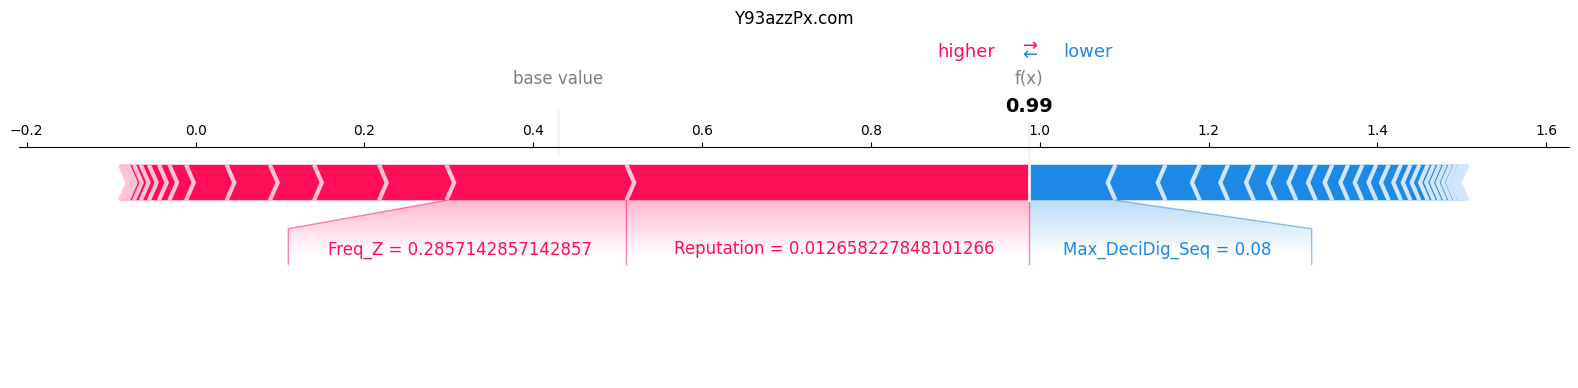 Y93azzPx.com
higher ⇄ lower
base value f(x)
0.99
−0.2 0.0 0.2 0.4 0.6 0.8 1.0 1.2 1.4 1.6
Freq_Z = 0.2857142857142857 Reputation = 0.012658227848101266 Max_DeciDig_Seq = 0.08